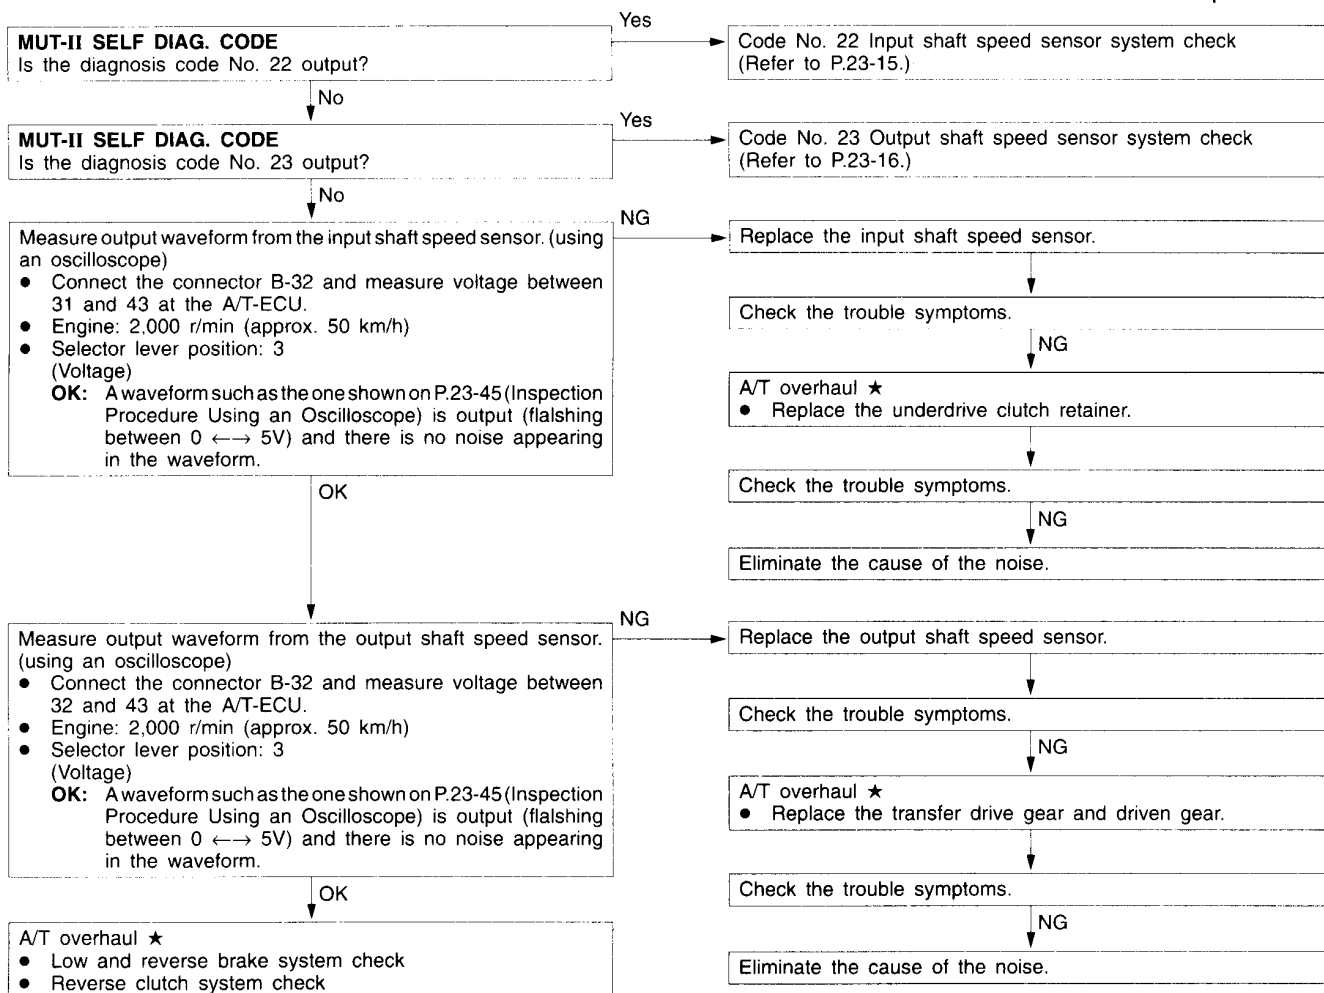 Yes
MUT-II SELF DIAG. CODE
Is the diagnosis code No. 22 output?
Code No. 22 Input shaft speed sensor system check
(Refer to P.23-15.)
No
Yes
MUT-II SELF DIAG. CODE
Is the diagnosis code No. 23 output?
Code No. 23 Output shaft speed sensor system check
(Refer to P.23-16.)
No
NG
Measure output waveform from the input shaft speed sensor. (using
an oscilloscope)
● Connect the connector B-32 and measure voltage between
31 and 43 at the A/T-ECU.
● Engine: 2,000 r/min (approx. 50 km/h)
● Selector lever position: 3
(Voltage)
OK: A waveform such as the one shown on P.23-45 (Inspection
Procedure Using an Oscilloscope) is output (flalshing
between 0 ←→ 5V) and there is no noise appearing
in the waveform.
Replace the input shaft speed sensor.
Check the trouble symptoms.
NG
A/T overhaul ★
● Replace the underdrive clutch retainer.
Check the trouble symptoms.
NG
Eliminate the cause of the noise.
OK
NG
Measure output waveform from the output shaft speed sensor.
(using an oscilloscope)
● Connect the connector B-32 and measure voltage between
32 and 43 at the A/T-ECU.
● Engine: 2,000 r/min (approx. 50 km/h)
● Selector lever position: 3
(Voltage)
OK: A waveform such as the one shown on P.23-45 (Inspection
Procedure Using an Oscilloscope) is output (flalshing
between 0 ←→ 5V) and there is no noise appearing
in the waveform.
Replace the output shaft speed sensor.
Check the trouble symptoms.
NG
A/T overhaul ★
● Replace the transfer drive gear and driven gear.
Check the trouble symptoms.
NG
Eliminate the cause of the noise.
OK
A/T overhaul ★
● Low and reverse brake system check
● Reverse clutch system check